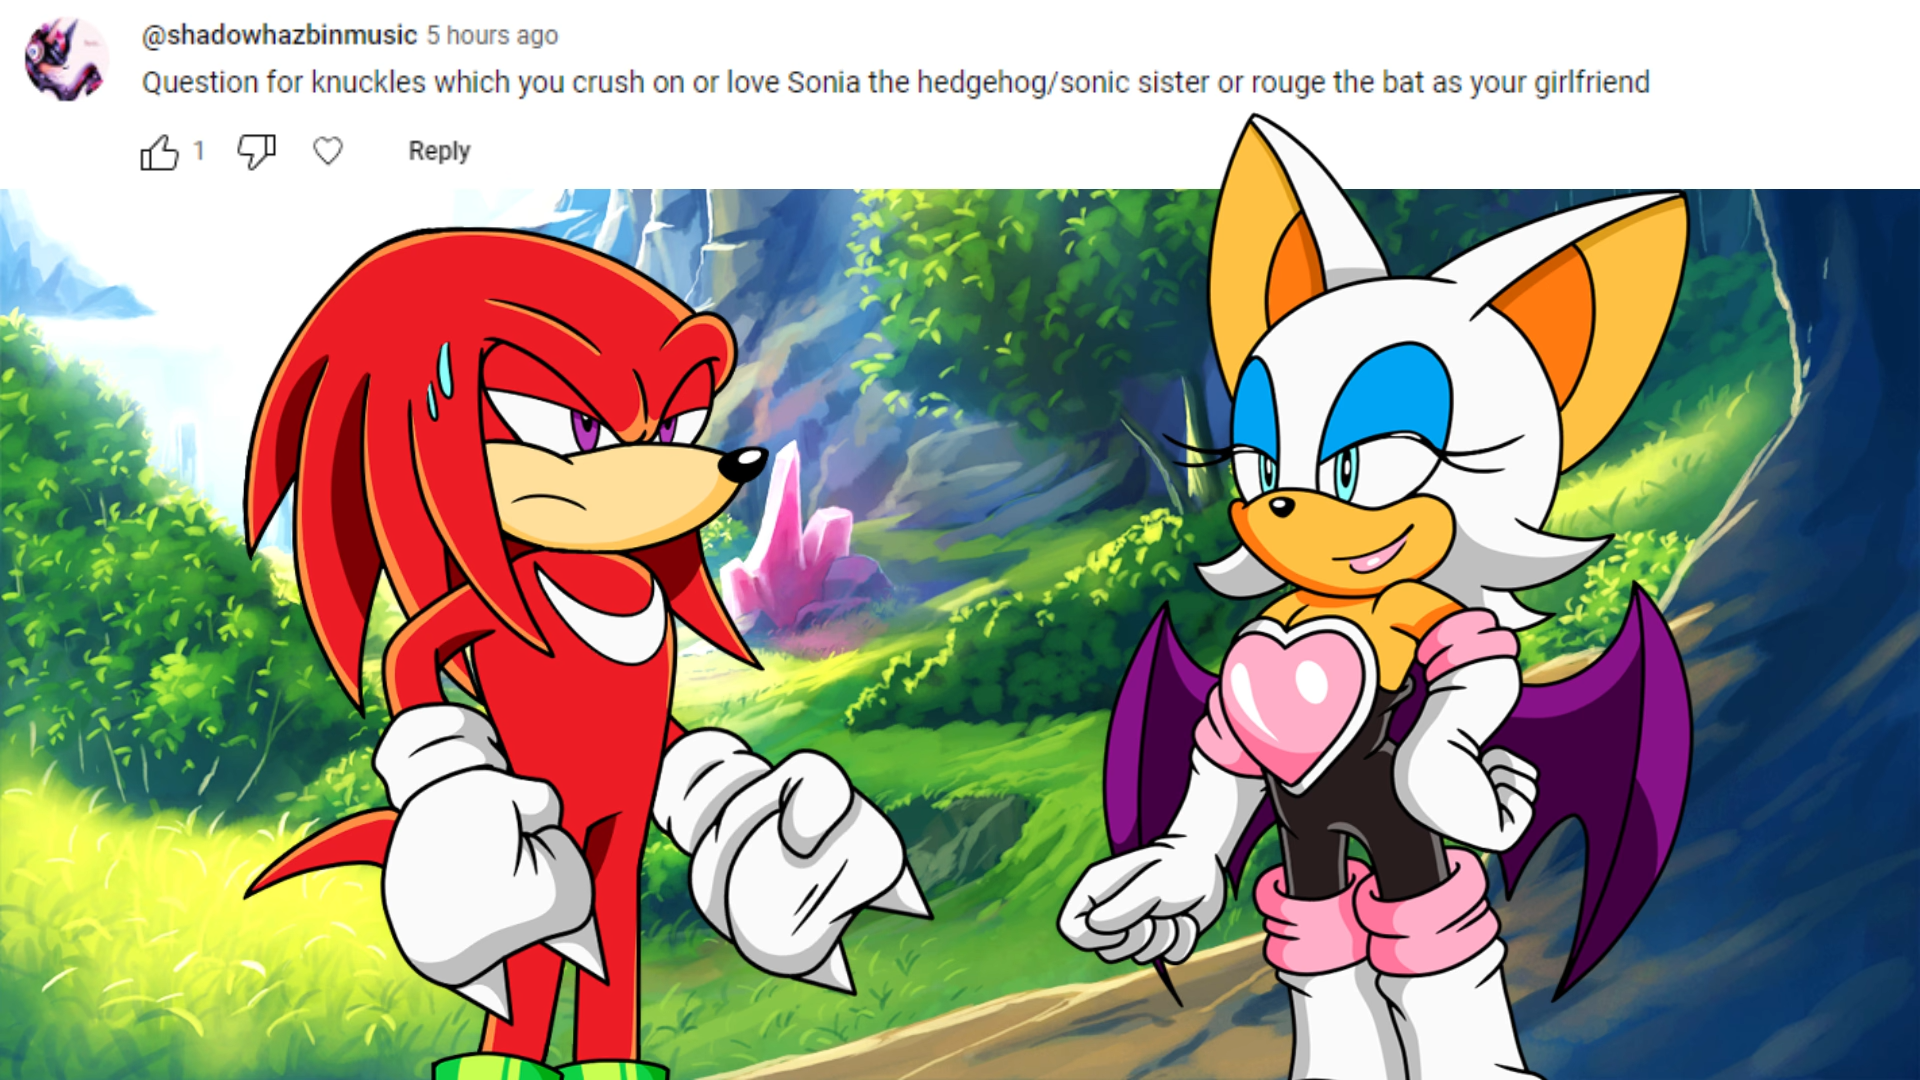 @shadowhazbinmusic 5 hours ago
Question for knuckles which you crush on or love Sonia the hedgehog/sonic sister or rouge the bat as your girlfriend
1 Reply